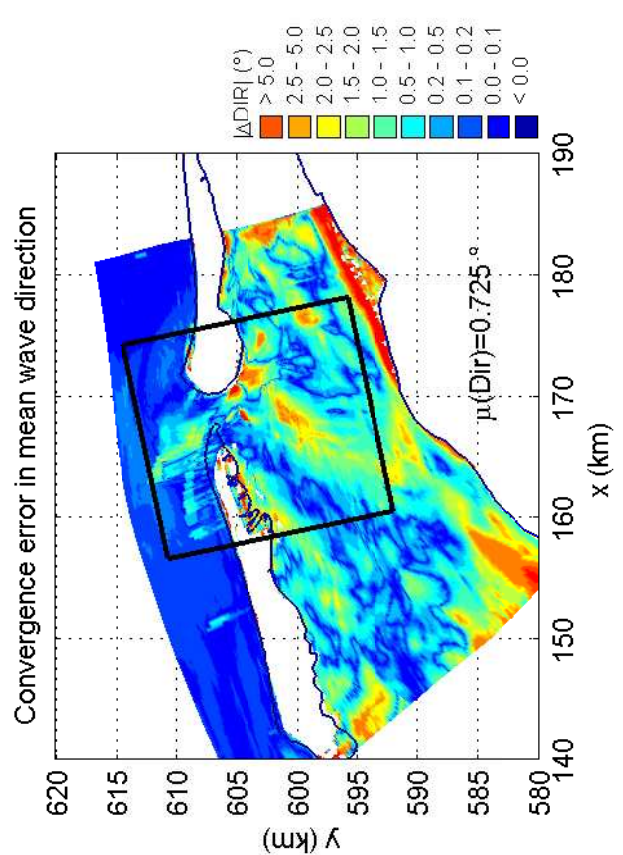 Convergence error in mean wave direction
620
615
610
605
600
595
590
585
580
y (km)
140
150
160
170
180
190
x (km)
μ(Dir)=0.725 °
|ΔDIR| (°)
> 5.0
2.5 - 5.0
2.0 - 2.5
1.5 - 2.0
1.0 - 1.5
0.5 - 1.0
0.2 - 0.5
0.1 - 0.2
0.0 - 0.1
< 0.0